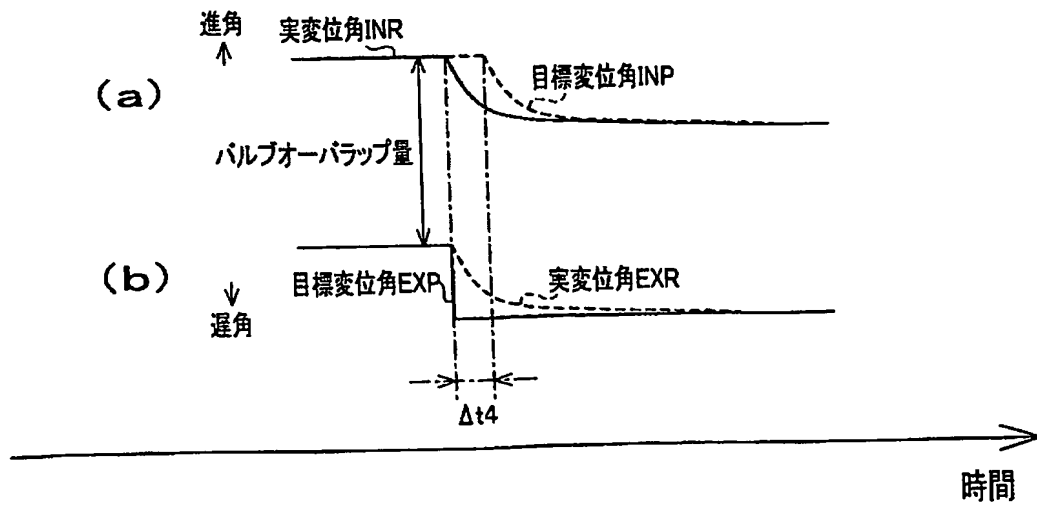 進角
実変位角INR
(a)
目標変位角INP
バルブオーバラップ量
(b)
目標変位角EXP
実変位角EXR
遅角
Δt4
時間